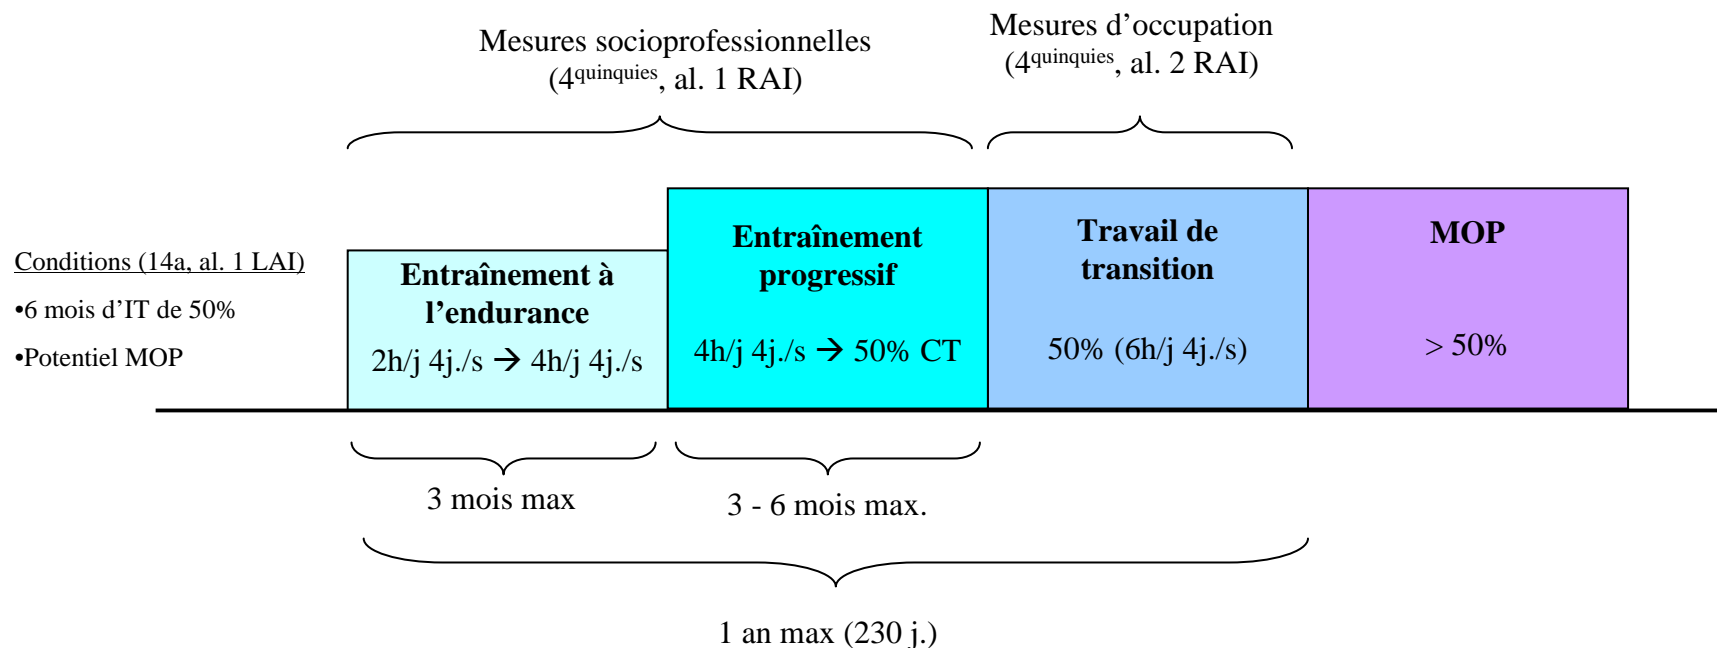 Mesures socioprofessionnelles
(4quinquies, al. 1 RAI)
Mesures d’occupation
(4quinquies, al. 2 RAI)
Conditions (14a, al. 1 LAI)
•6 mois d’IT de 50%
•Potentiel MOP
Entraînement à
l’endurance
2h/j 4j./s → 4h/j 4j./s
Entraînement
progressif
4h/j 4j./s → 50% CT
Travail de
transition
50% (6h/j 4j./s)
MOP
> 50%
3 mois max
3 - 6 mois max.
1 an max (230 j.)